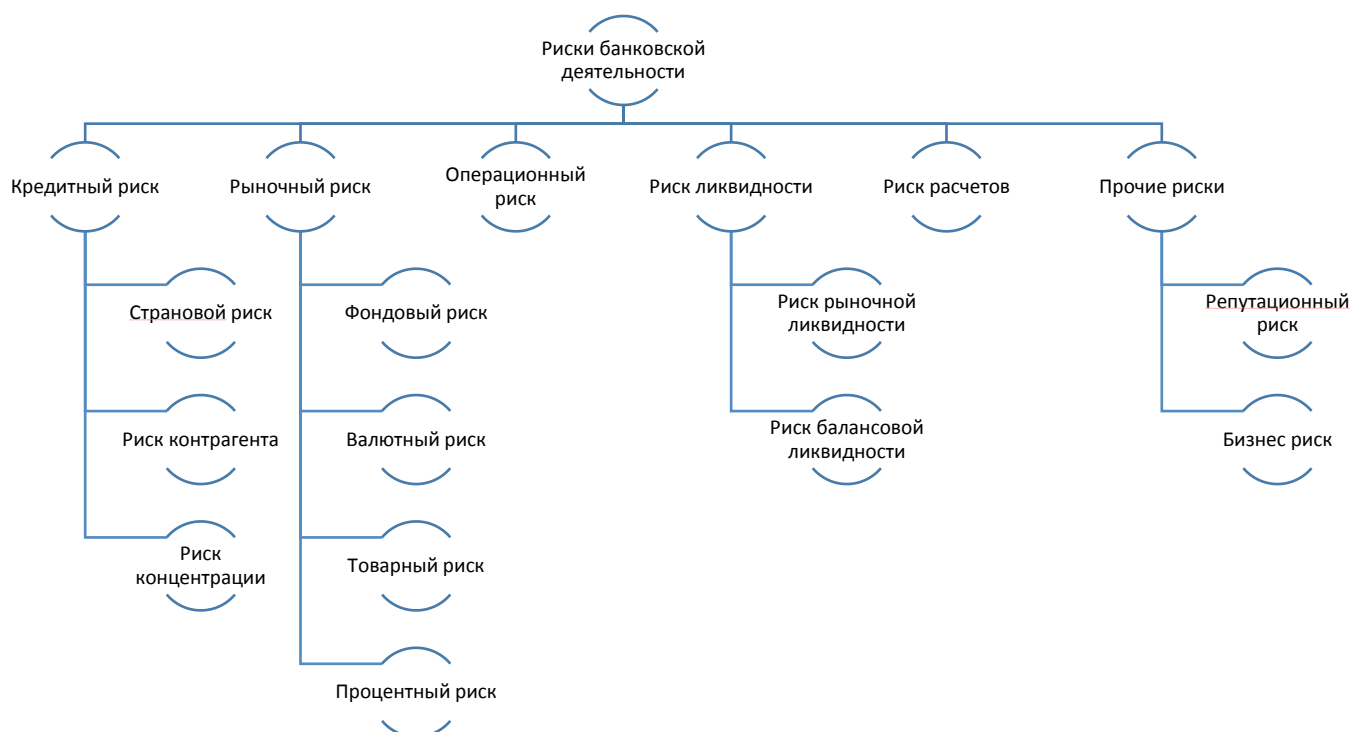 Риски банковской
деятельности
Кредитный риск
Рыночный риск
Операционный
риск
Риск ликвидности
Риск расчетов
Прочие риски
Страновой риск
Фондовый риск
Риск рыночной
ликвидности
Репутационный
риск
Риск контрагента
Валютный риск
Риск балансовой
ликвидности
Бизнес риск
Риск
концентрации
Товарный риск
Процентный риск